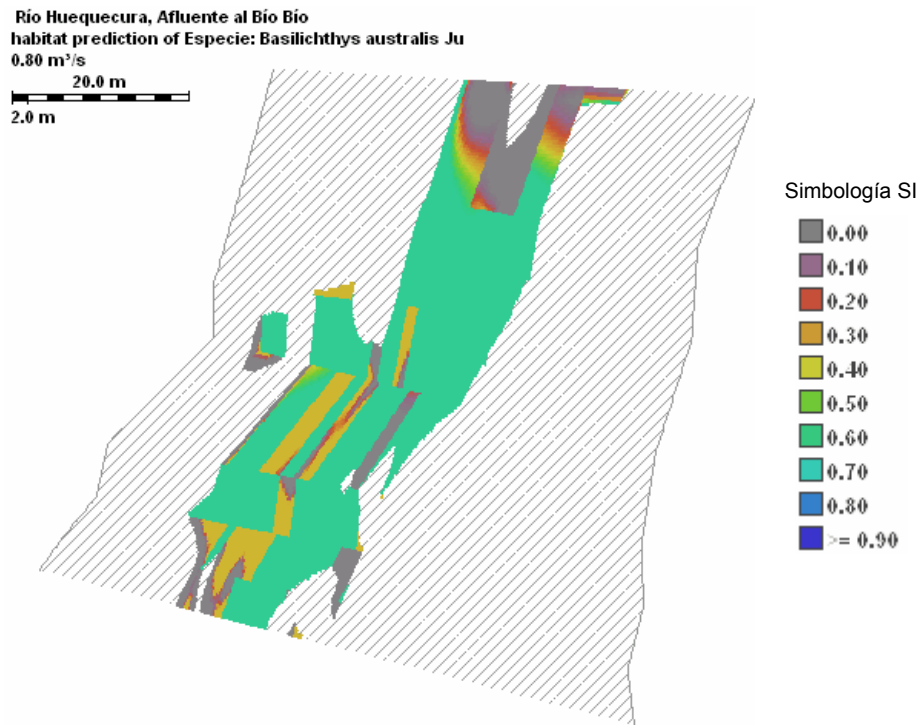 Río Huequecura, Afluente al Bío Bío
habitat prediction of Especie: Basilichthys australis Ju
0.80 m³/s
20.0 m
2.0 m
Simbología SI
0.00
0.10
0.20
0.30
0.40
0.50
0.60
0.70
0.80
>= 0.90